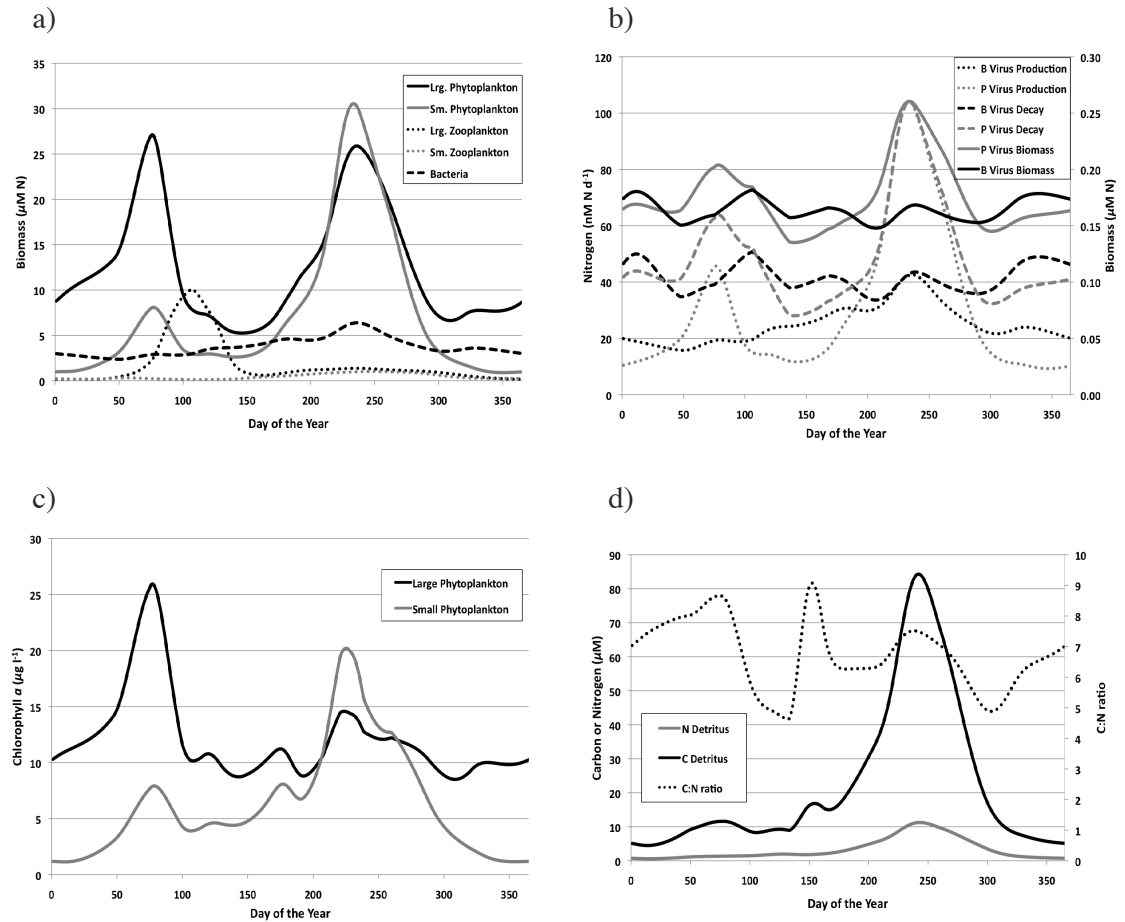 a)
35
30
25
20
15
10
5
0
Biomass (µM N)
Lrg. Phytoplankton
Sm. Phytoplankton
Lrg. Zooplankton
Sm. Zooplankton
Bacteria
0 50 100 150 200 250 300 350
Day of the Year
b)
120
100
80
60
40
20
0
Nitrogen (nM N d-1)
B Virus Production
P Virus Production
B Virus Decay
P Virus Decay
P Virus Biomass
B Virus Biomass
0.30
0.25
0.20
0.15
0.10
0.05
0.00
Biomass (µM N)
0 50 100 150 200 250 300 350
Day of the Year
c)
30
25
20
15
10
5
0
Chlorophyll a (µg l-1)
Large Phytoplankton
Small Phytoplankton
0 50 100 150 200 250 300 350
Day of the Year
d)
90
80
70
60
50
40
30
20
10
0
Carbon or Nitrogen (µM)
N Detritus
C Detritus
C:N ratio
10
9
8
7
6
5
4
3
2
1
0
C:N ratio
0 50 100 150 200 250 300 350
Day of the Year